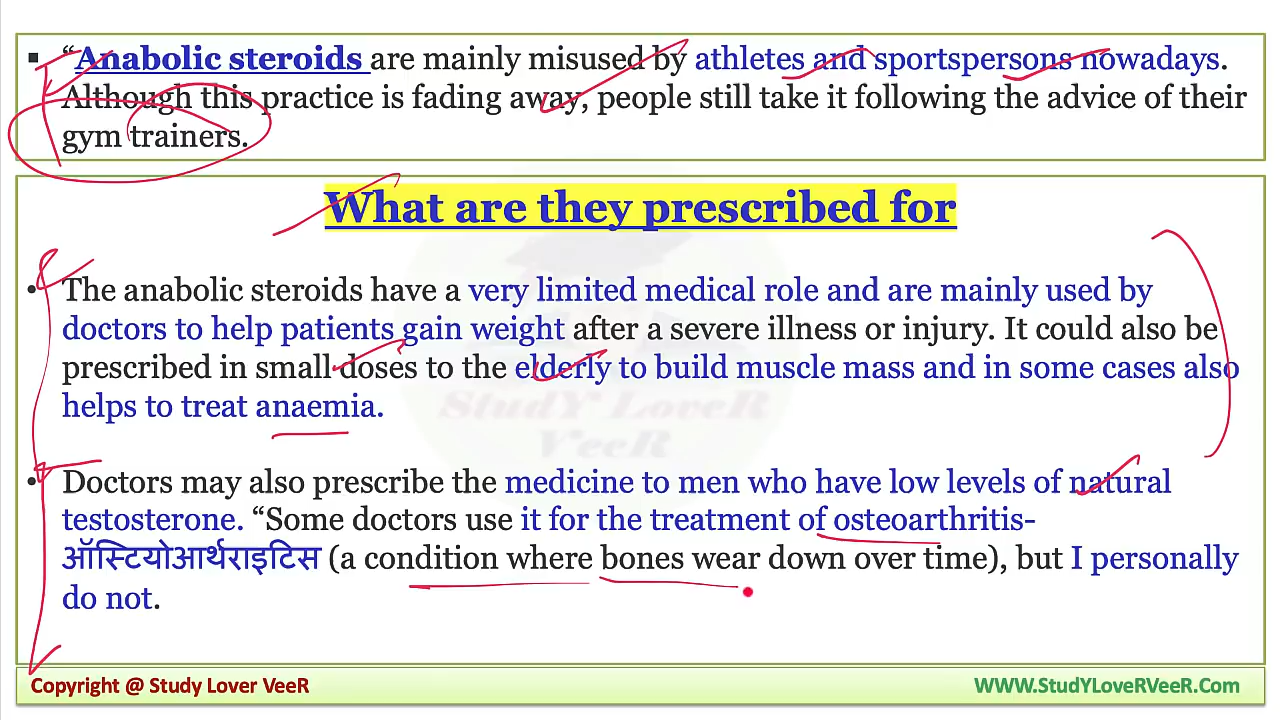 ▪ “Anabolic steroids are mainly misused by athletes and sportspersons nowadays.
Although this practice is fading away, people still take it following the advice of their
gym trainers.
What are they prescribed for
• The anabolic steroids have a very limited medical role and are mainly used by
doctors to help patients gain weight after a severe illness or injury. It could also be
prescribed in small doses to the elderly to build muscle mass and in some cases also
helps to treat anaemia.
StudY LoveR
VeeR
• Doctors may also prescribe the medicine to men who have low levels of natural
testosterone. “Some doctors use it for the treatment of osteoarthritis-
ऑस्टियोआर्थराइटिस (a condition where bones wear down over time), but I personally
do not.
Copyright @ Study Lover VeeR
WWW.StudYLoveRVeeR.Com